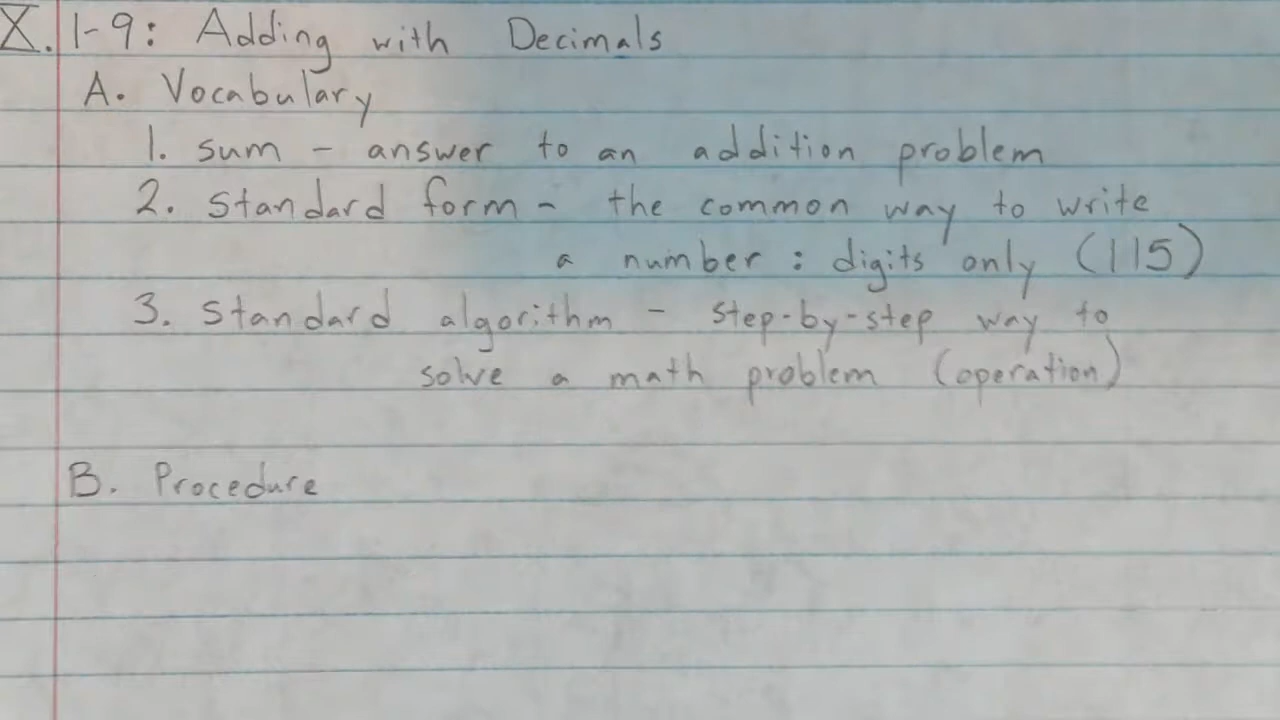 X. 1-9: Adding with Decimals
A. Vocabulary
1. sum - answer to an addition problem
2. standard form - the common way to write
a number: digits only (115)
3. standard algorithm - step-by-step way to
solve a math problem (operation)
B. Procedure